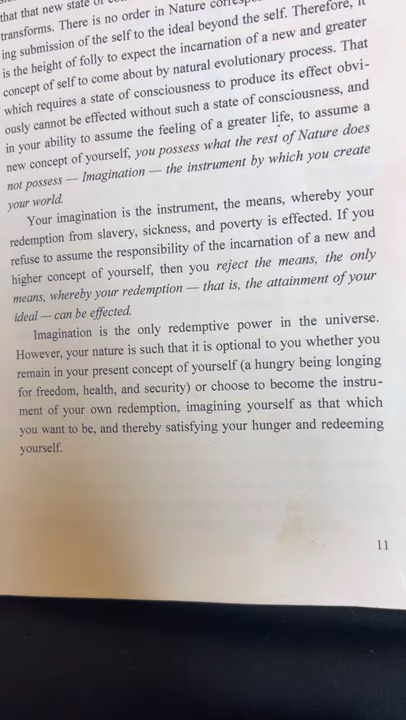 that that new state of
transforms. There is no order in Nature
ing submission of the self to the ideal beyond the self. Therefore, it
is the height of folly to expect the incarnation of a new and greater
concept of self to come about by natural evolutionary process. That
which requires a state of consciousness to produce its effect obvi-
ously cannot be effected without such a state of consciousness, and
in your ability to assume the feeling of a greater life, to assume a
new concept of yourself, you possess what the rest of Nature does
not possess — Imagination — the instrument by which you create
your world.
Your imagination is the instrument, the means, whereby your
redemption from slavery, sickness, and poverty is effected. If you
refuse to assume the responsibility of the incarnation of a new and
higher concept of yourself, then you reject the means, the only
means, whereby your redemption — that is, the attainment of your
ideal — can be effected.
Imagination is the only redemptive power in the universe.
However, your nature is such that it is optional to you whether you
remain in your present concept of yourself (a hungry being longing
for freedom, health, and security) or choose to become the instru-
ment of your own redemption, imagining yourself as that which
you want to be, and thereby satisfying your hunger and redeeming
yourself.
11